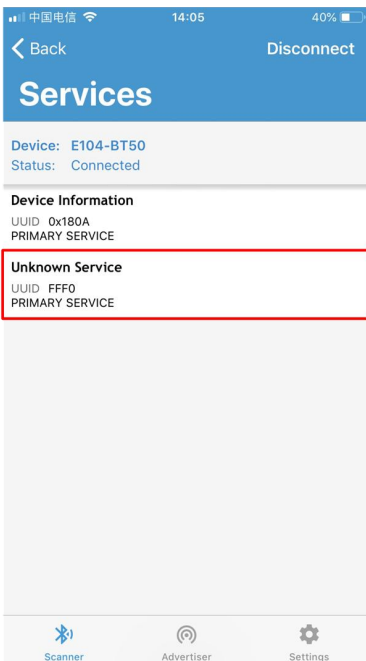 中国电信 14:05 40%
Back Disconnect
Services
Device: E104-BT50
Status: Connected
Device Information
UUID 0x180A
PRIMARY SERVICE
Unknown Service
UUID FFF0
PRIMARY SERVICE
Scanner Advertiser Settings